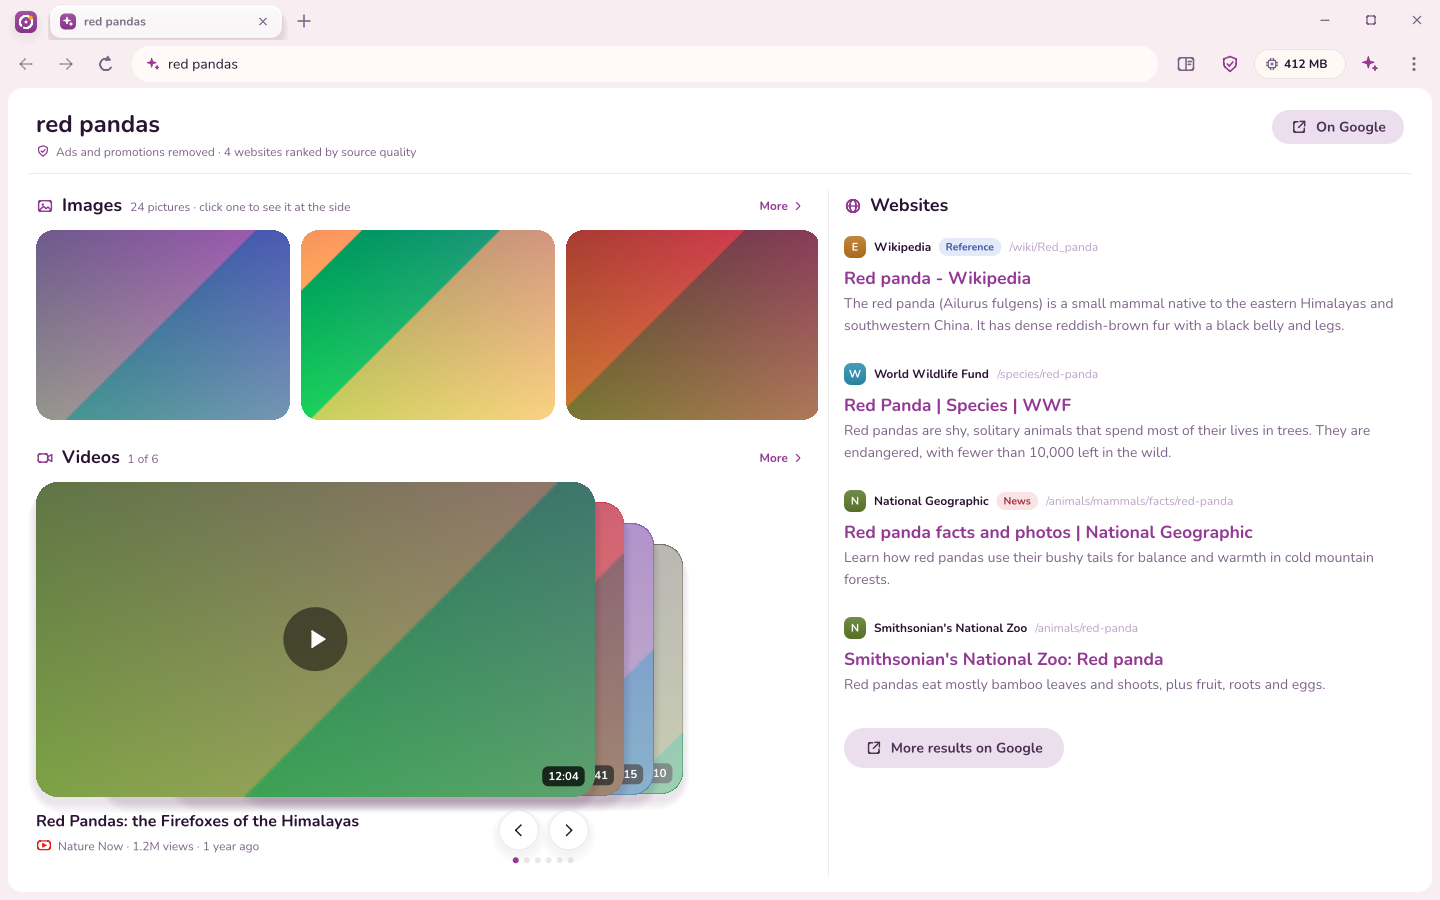 red pandas
red pandas
412 MB
red pandas
On Google
Ads and promotions removed · 4 websites ranked by source quality
Images 24 pictures · click one to see it at the side
More
Videos 1 of 6
More
12:04
41
15
10
Red Pandas: the Firefoxes of the Himalayas
Nature Now · 1.2M views · 1 year ago
Websites
E Wikipedia Reference /wiki/Red_panda
Red panda - Wikipedia
The red panda (Ailurus fulgens) is a small mammal native to the eastern Himalayas and
southwestern China. It has dense reddish-brown fur with a black belly and legs.
W World Wildlife Fund /species/red-panda
Red Panda | Species | WWF
Red pandas are shy, solitary animals that spend most of their lives in trees. They are
endangered, with fewer than 10,000 left in the wild.
N National Geographic News /animals/mammals/facts/red-panda
Red panda facts and photos | National Geographic
Learn how red pandas use their bushy tails for balance and warmth in cold mountain
forests.
N Smithsonian's National Zoo /animals/red-panda
Smithsonian's National Zoo: Red panda
Red pandas eat mostly bamboo leaves and shoots, plus fruit, roots and eggs.
More results on Google